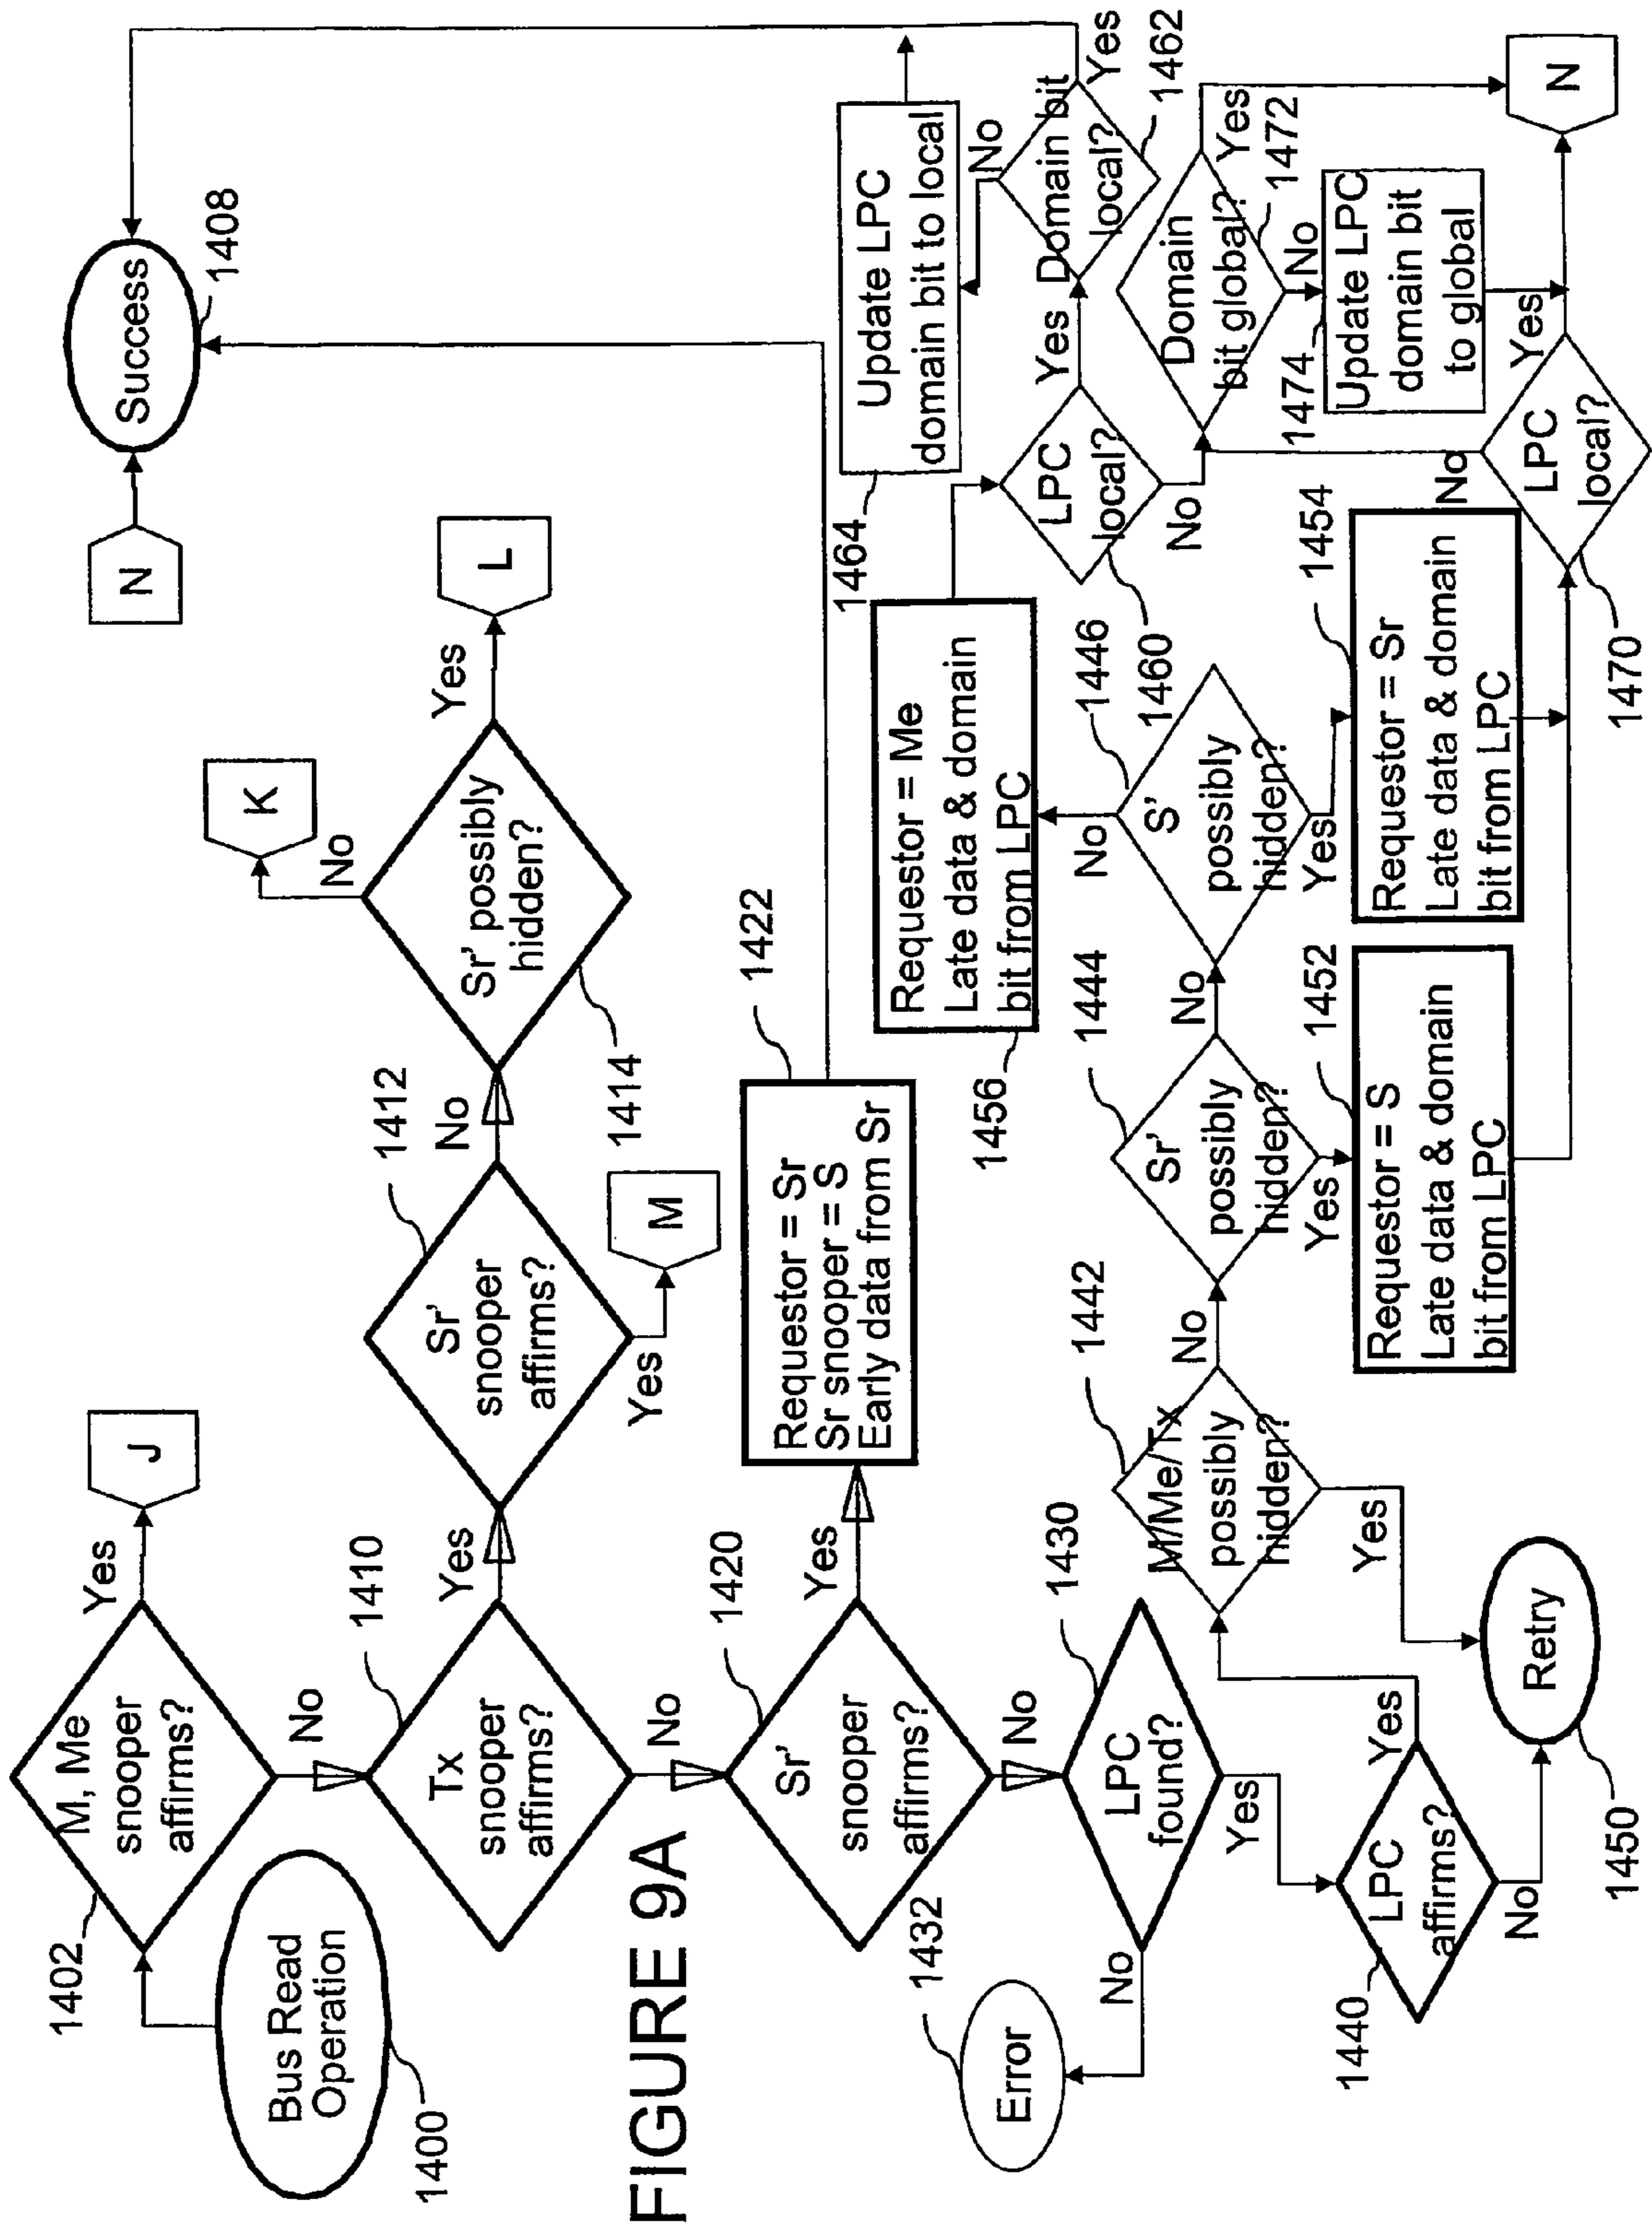 Bus Read
Operation
1400
1402
M, Me
snooper
affirms?
Yes
J
No
1410
Tx
snooper
affirms?
Yes
1412
Sr'
snooper
affirms?
Yes
M
No
1414
Sr' possibly
hidden?
No
K
Yes
L
N
Success
1408
No
1420
Sr'
snooper
affirms?
Yes
1422
Requestor = Sr
Sr snooper = S
Early data from Sr
No
1430
LPC
found?
No
1432
Error
Yes
1440
LPC
affirms?
No
Retry
1450
Yes
1442
M/Me/Tx
possibly
hidden?
Yes
No
1444
Sr'
possibly
hidden?
Yes
1452
Requestor = S
Late data & domain
bit from LPC
No
1446
S'
possibly
hidden?
Yes
1454
Requestor = Sr
Late data & domain
bit from LPC
No
1456
Requestor = Me
Late data & domain
bit from LPC
1460
LPC
local?
Yes
No
1462
Domain bit
local?
Yes
No
1464
Update LPC
domain bit to local
1470
LPC
local?
No
Yes
1472
Domain
bit global?
Yes
No
1474
Update LPC
domain bit
to global
N
FIGURE 9A